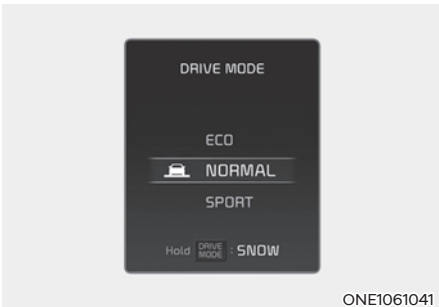 DRIVE MODE
ECO
NORMAL
SPORT
Hold DRIVE MODE : SNOW
ONE1061041